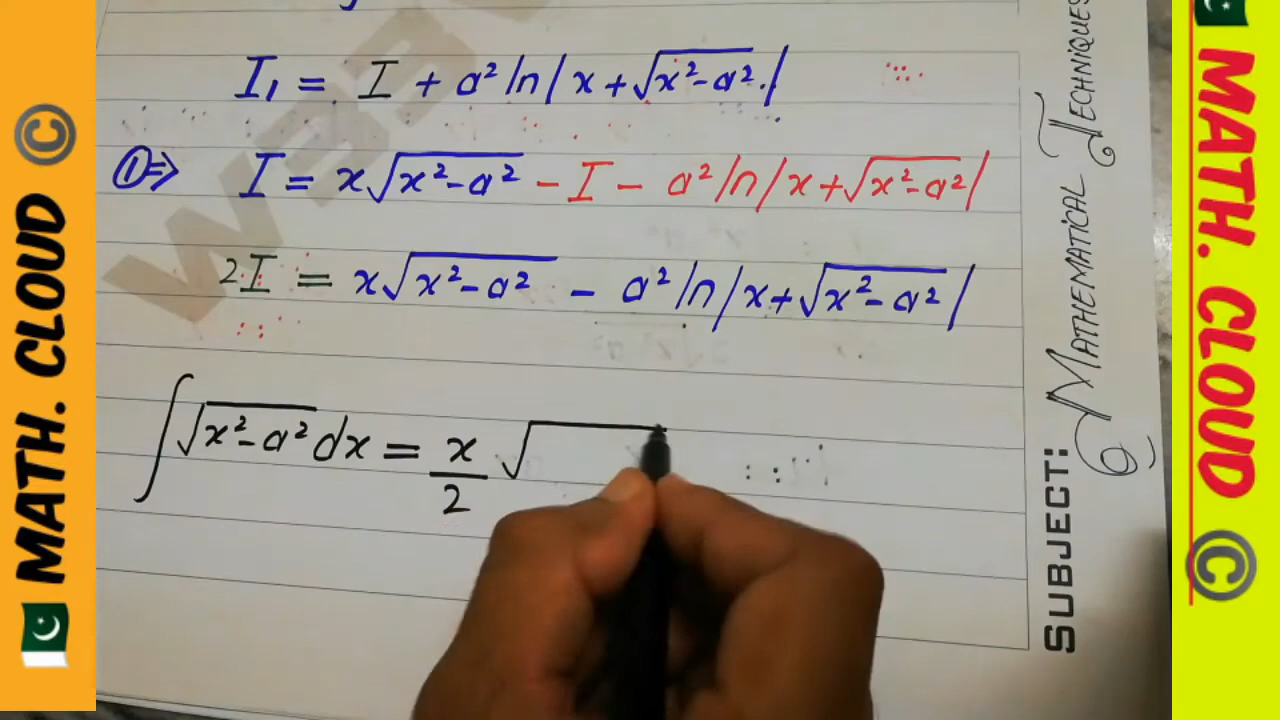 I₁ = I + a² ln|x + √x²-a²|
①⇒ I = x√x²-a² - I - a² ln|x+√x²-a²|
2I = x√x²-a² - a² ln|x+√x²-a²|
∫√x²-a² dx = x/2 √
SUBJECT: MATHEMATICAL TECHNIQUES
MATH. CLOUD ©
MATH. CLOUD ©
W3